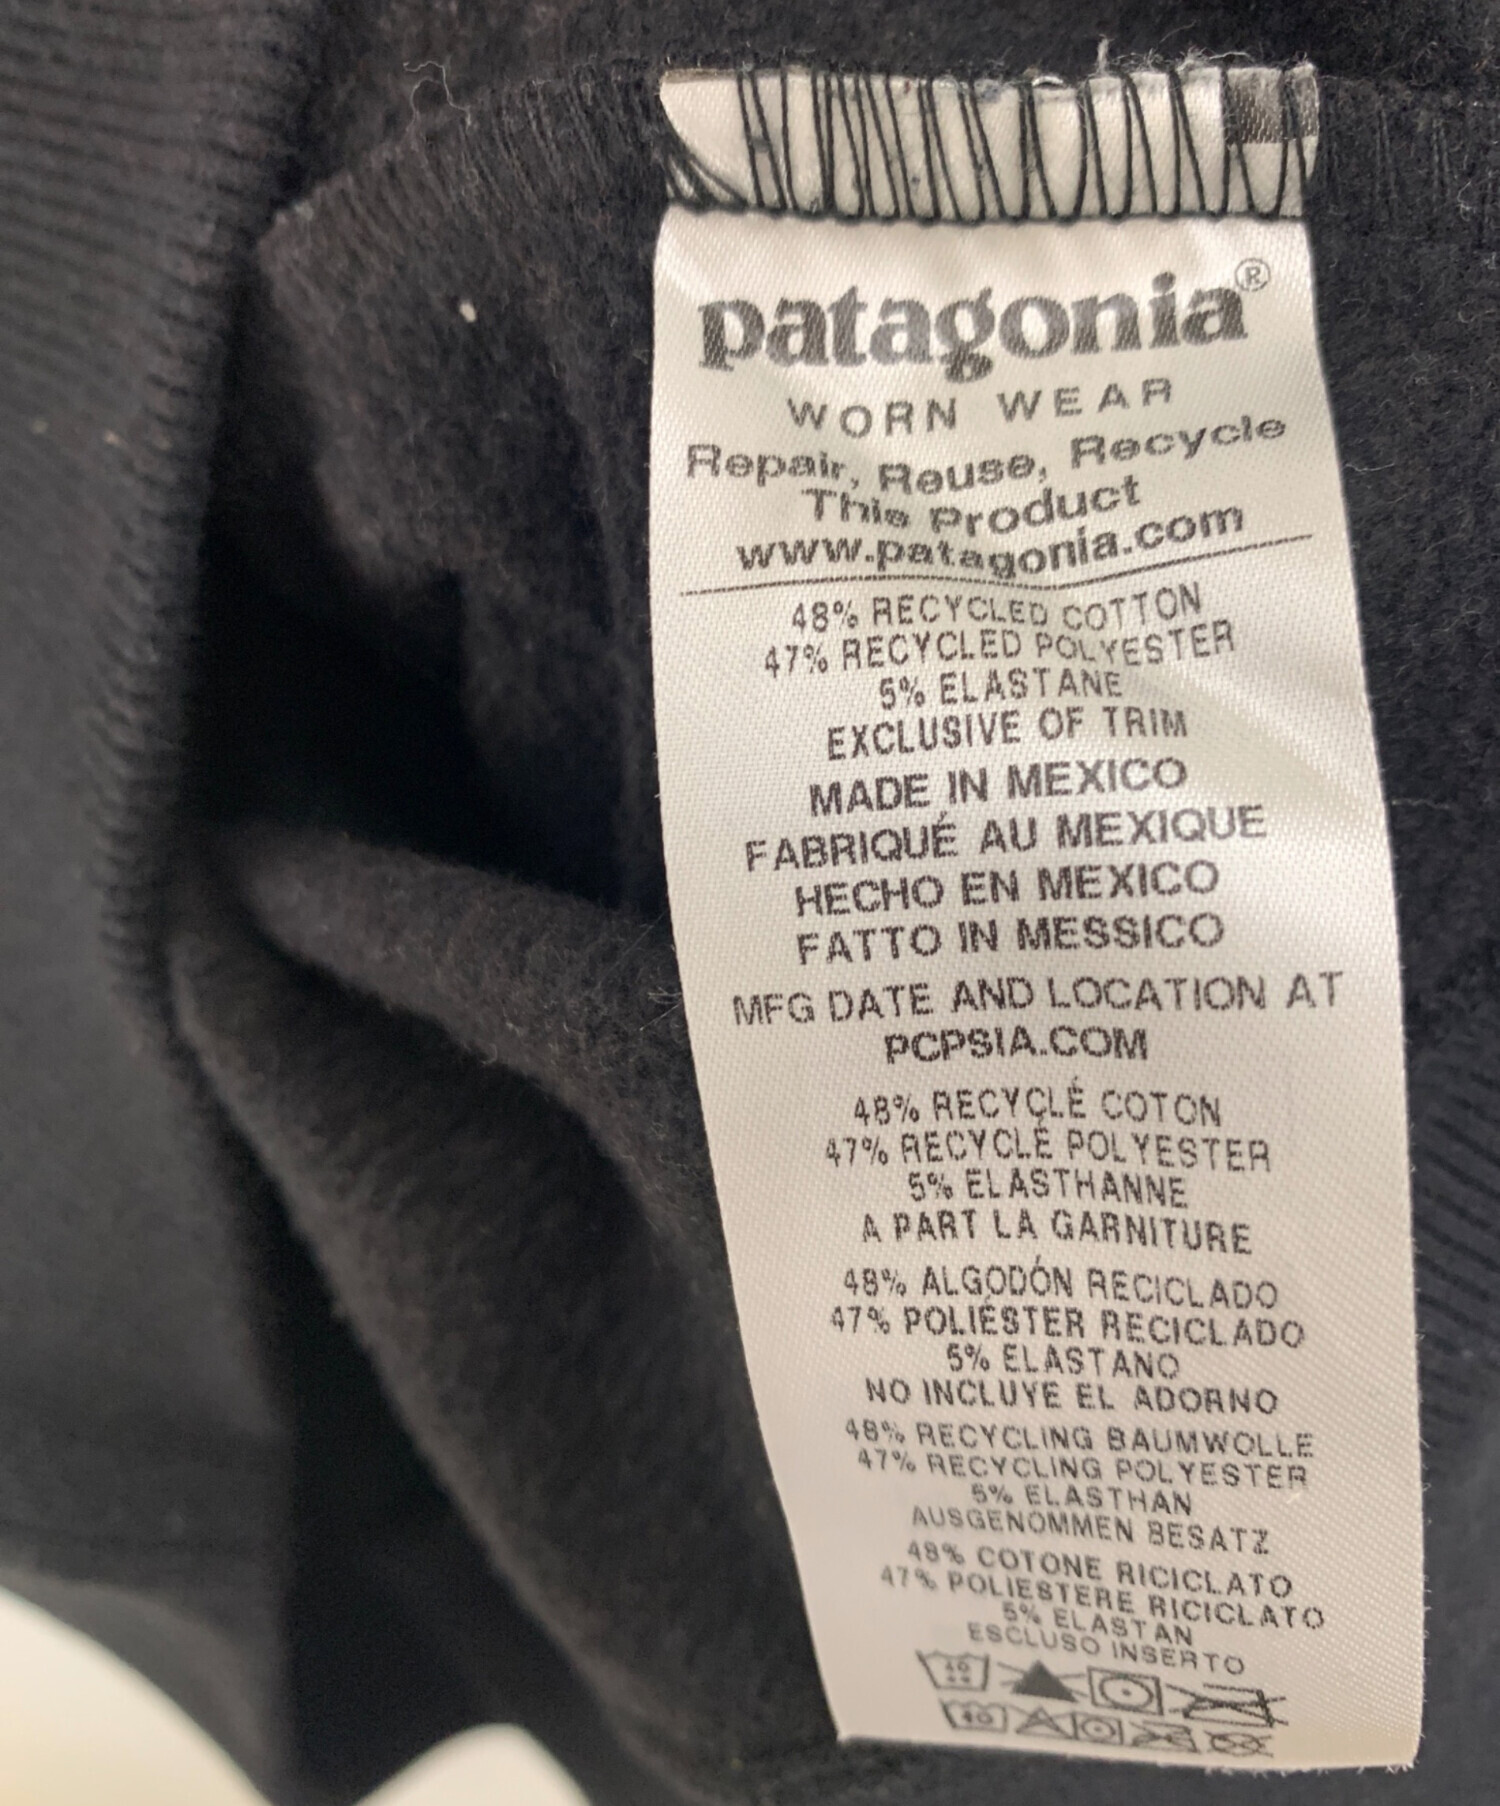 patagonia®
WORN WEAR
Repair, Reuse, Recycle
This Product
www.patagonia.com
48% RECYCLED COTTON
47% RECYCLED POLYESTER
5% ELASTANE
EXCLUSIVE OF TRIM
MADE IN MEXICO
FABRIQUÉ AU MEXIQUE
HECHO EN MEXICO
FATTO IN MESSICO
MFG DATE AND LOCATION AT
PCPSIA.COM
48% RECYCLÉ COTON
47% RECYCLÉ POLYESTER
5% ELASTHANNE
A PART LA GARNITURE
48% ALGODÓN RECICLADO
47% POLIÉSTER RECICLADO
5% ELASTANO
NO INCLUYE EL ADORNO
48% RECYCLING BAUMWOLLE
47% RECYCLING POLYESTER
5% ELASTHAN
AUSGENOMMEN BESATZ
48% COTONE RICICLATO
47% POLIESTERE RICICLATO
5% ELASTAN
ESCLUSO INSERTO
40
40